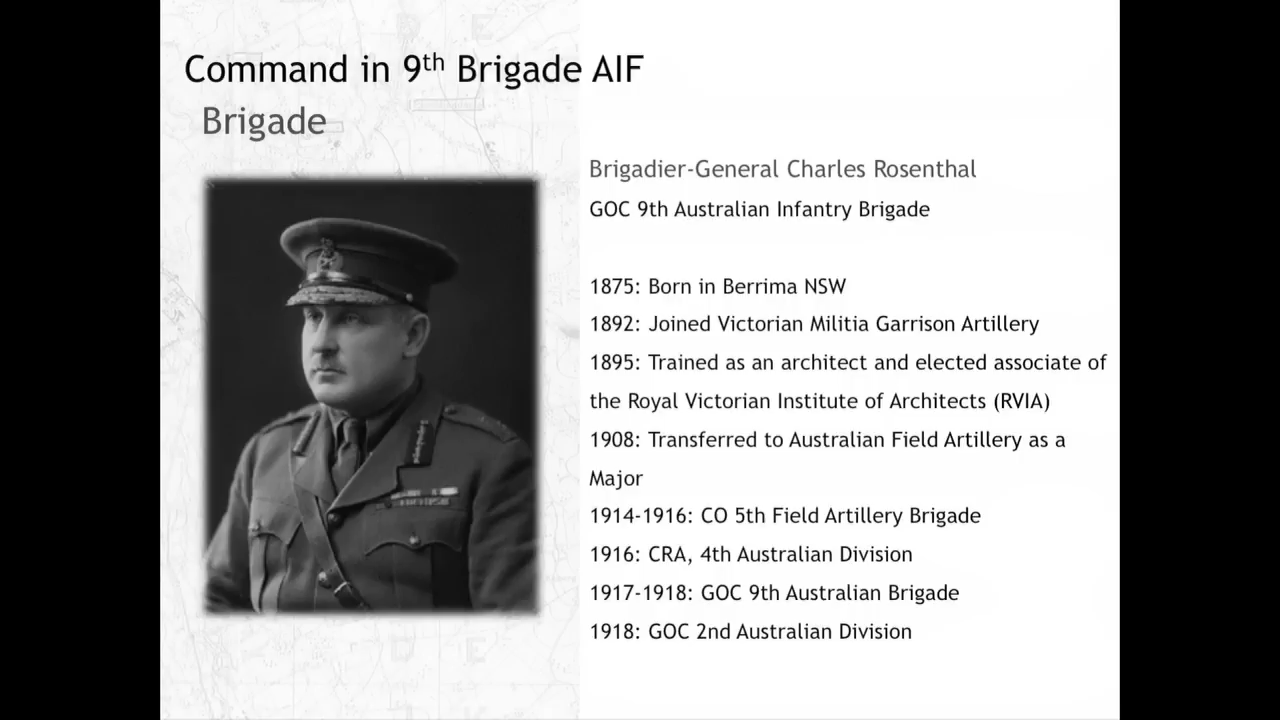 Command in 9th Brigade AIF
Brigade
Brigadier-General Charles Rosenthal
GOC 9th Australian Infantry Brigade
1875: Born in Berrima NSW
1892: Joined Victorian Militia Garrison Artillery
1895: Trained as an architect and elected associate of
the Royal Victorian Institute of Architects (RVIA)
1908: Transferred to Australian Field Artillery as a
Major
1914-1916: CO 5th Field Artillery Brigade
1916: CRA, 4th Australian Division
1917-1918: GOC 9th Australian Brigade
1918: GOC 2nd Australian Division